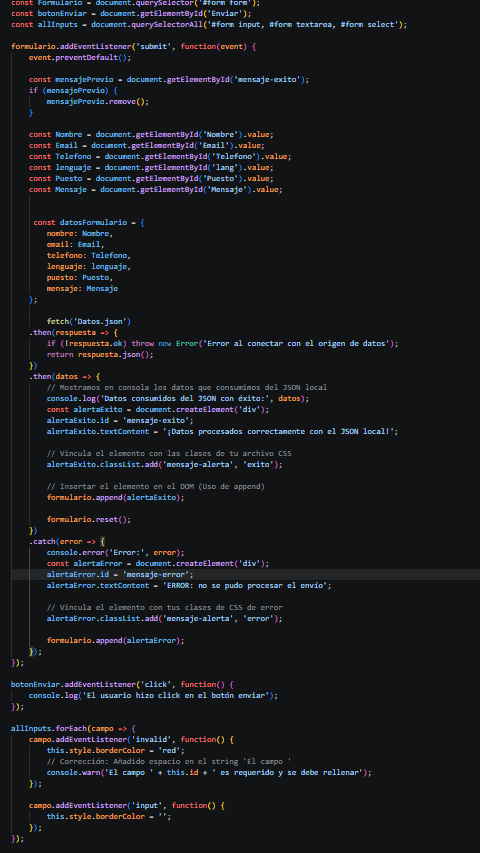 const Formulario = document.querySelector('#form form');
const botonEnviar = document.getElementById('Enviar');
const allInputs = document.querySelectorAll('#form input, #form textarea, #form select');

formulario.addEventListener('submit', function(event) {
    event.preventDefault();

    const mensajePrevio = document.getElementById('mensaje-exito');
    if (mensajePrevio) {
        mensajePrevio.remove();
    }

    const Nombre = document.getElementById('Nombre').value;
    const Email = document.getElementById('Email').value;
    const Telefono = document.getElementById('Telefono').value;
    const lenguaje = document.getElementById('lang').value;
    const Puesto = document.getElementById('Puesto').value;
    const Mensaje = document.getElementById('Mensaje').value;


     const datosFormulario = {
        nombre: Nombre,
        email: Email,
        telefono: Telefono,
        lenguaje: lenguaje,
        puesto: Puesto,
        mensaje: Mensaje
    };

        fetch('Datos.json')
    .then(respuesta => {
        if (!respuesta.ok) throw new Error('Error al conectar con el origen de datos');
        return respuesta.json();
    })
    .then(datos => {
        // Mostramos en consola los datos que consumimos del JSON local
        console.log('Datos consumidos del JSON con éxito:', datos);
        const alertaExito = document.createElement('div');
        alertaExito.id = 'mensaje-exito';
        alertaExito.textContent = '¡Datos procesados correctamente con el JSON local!';

        // Vincula el elemento con las clases de tu archivo CSS
        alertaExito.classList.add('mensaje-alerta', 'exito');

        // Insertar el elemento en el DOM (Uso de append)
        formulario.append(alertaExito);

        formulario.reset();
    })
    .catch(error => {
        console.error('Error:', error);
        const alertaError = document.createElement('div');
        alertaError.id = 'mensaje-error';
        alertaError.textContent = 'ERROR: no se pudo procesar el envío';

        // Vincula el elemento con tus clases de CSS de error
        alertaError.classList.add('mensaje-alerta', 'error');

        formulario.append(alertaError);
    });
});

botonEnviar.addEventListener('click', function() {
    console.log('El usuario hizo click en el botón enviar');
});

allInputs.forEach(campo => {
    campo.addEventListener('invalid', function() {
        this.style.borderColor = 'red';
        // Corrección: Añadido espacio en el string 'El campo '
        console.warn('El campo ' + this.id + ' es requerido y se debe rellenar');
    });

    campo.addEventListener('input', function() {
        this.style.borderColor = '';
    });
});